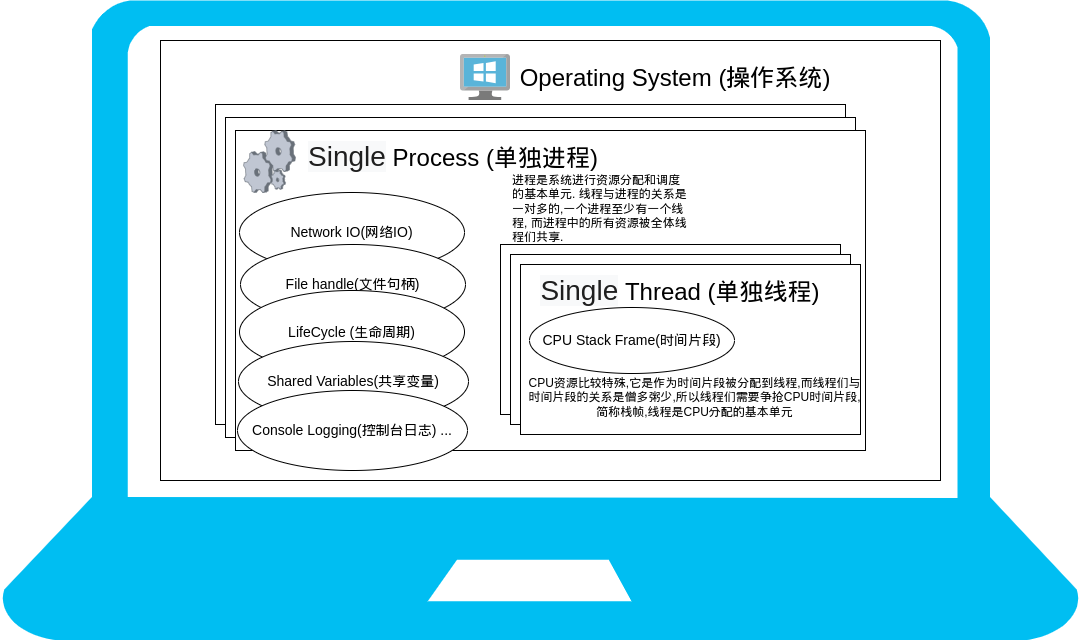 Operating System (操作系统)
Single Process (单独进程)
进程是系统进行资源分配和调度
的基本单元. 线程与进程的关系是
一对多的,一个进程至少有一个线
程, 而进程中的所有资源被全体线
程们共享.
Network IO(网络IO)
File handle(文件句柄)
LifeCycle (生命周期)
Shared Variables(共享变量)
Console Logging(控制台日志) ...
Single Thread (单独线程)
CPU Stack Frame(时间片段)
CPU资源比较特殊,它是作为时间片段被分配到线程,而线程们与
时间片段的关系是僧多粥少,所以线程们需要争抢CPU时间片段,
简称栈帧,线程是CPU分配的基本单元